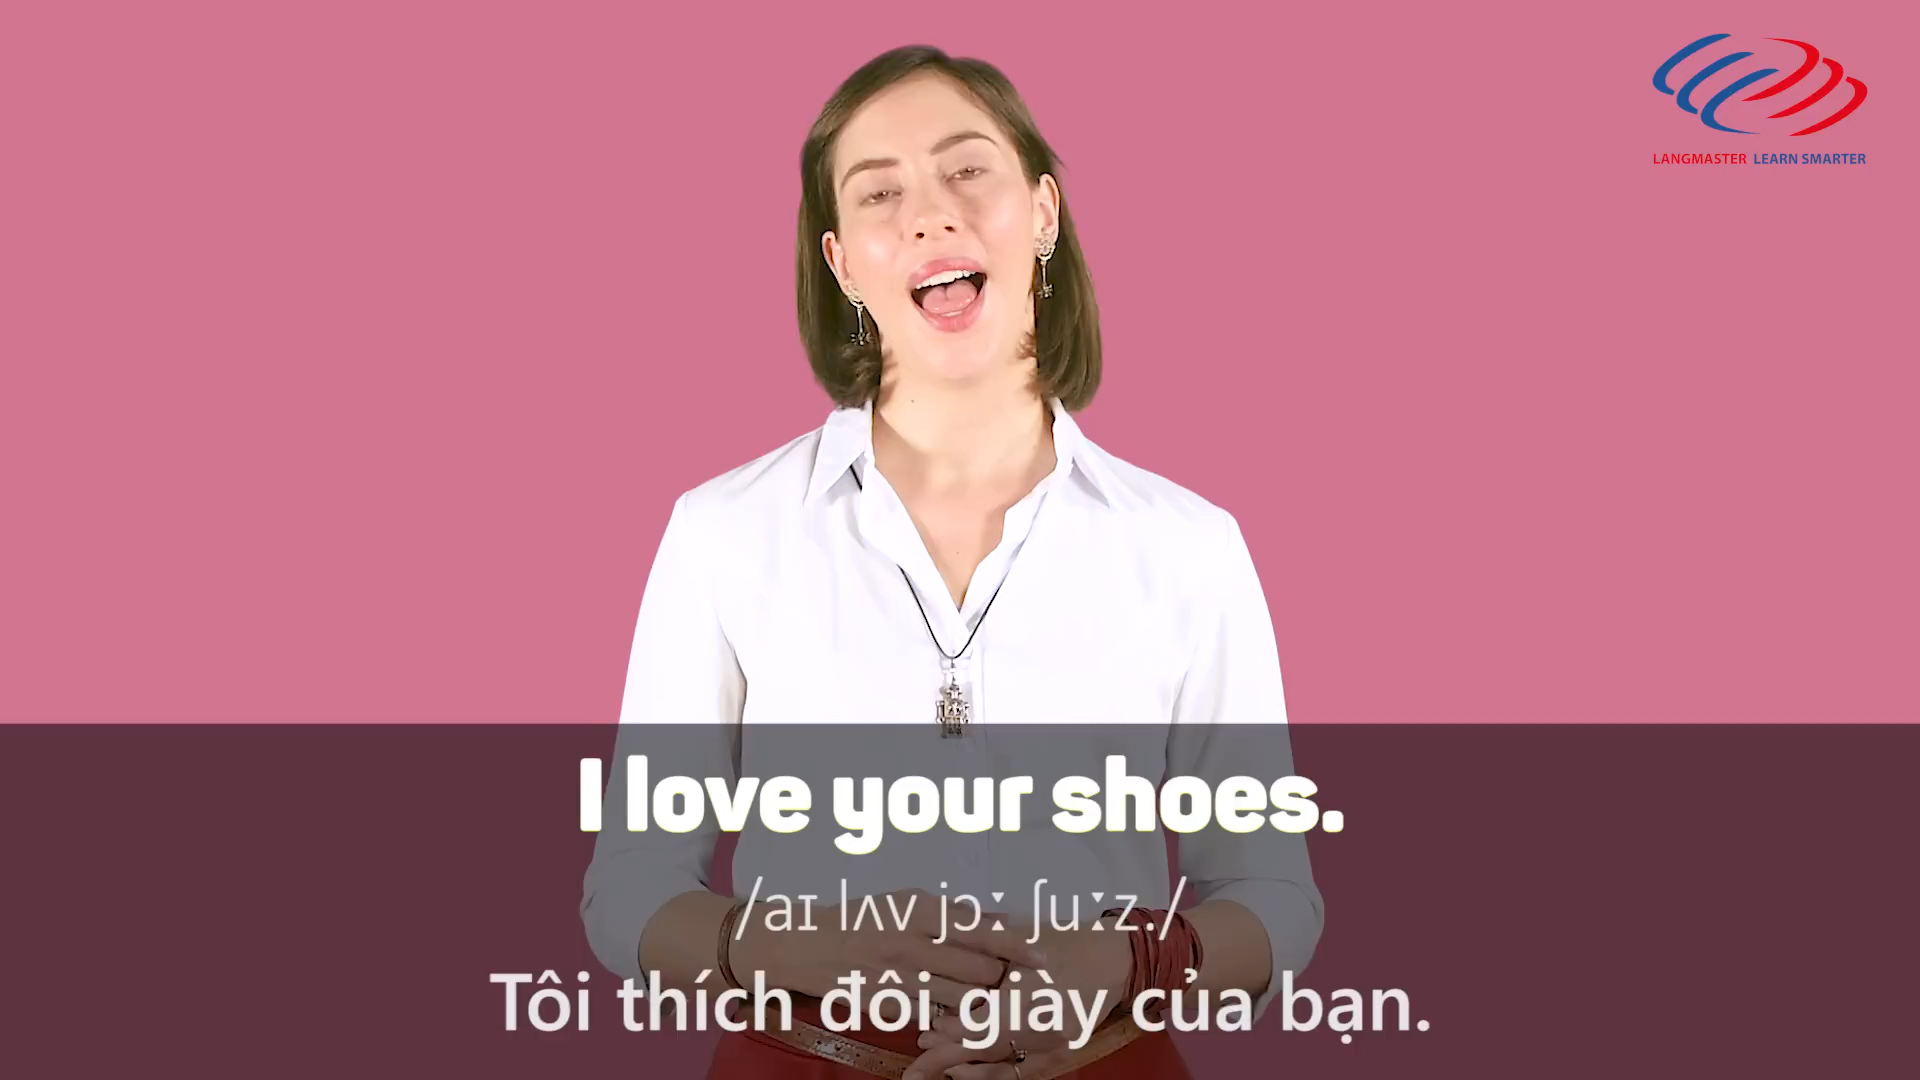 LANGMASTER LEARN SMARTER
I love your shoes.
/aɪ lʌv jɔː ʃuːz./
Tôi thích đôi giày của bạn.